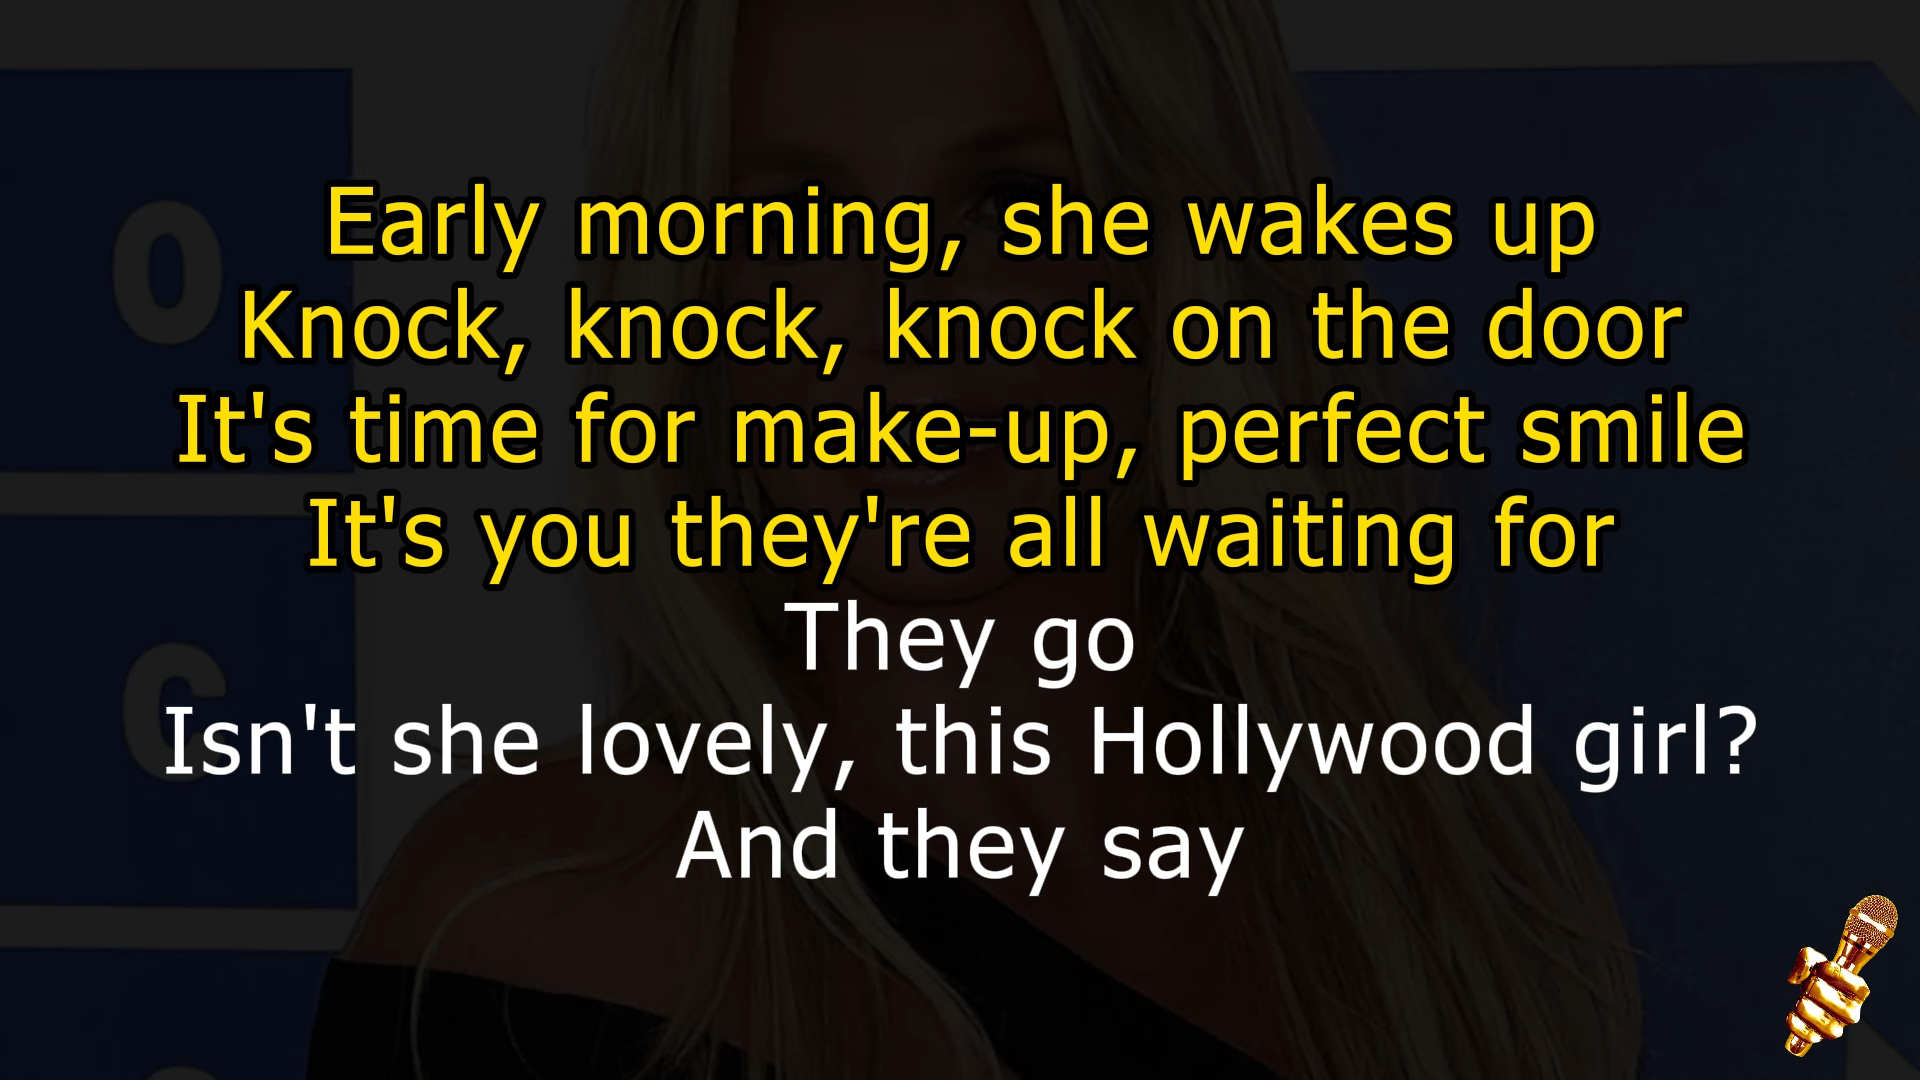 Early morning, she wakes up
Knock, knock, knock on the door
It's time for make-up, perfect smile
It's you they're all waiting for
They go
Isn't she lovely, this Hollywood girl?
And they say